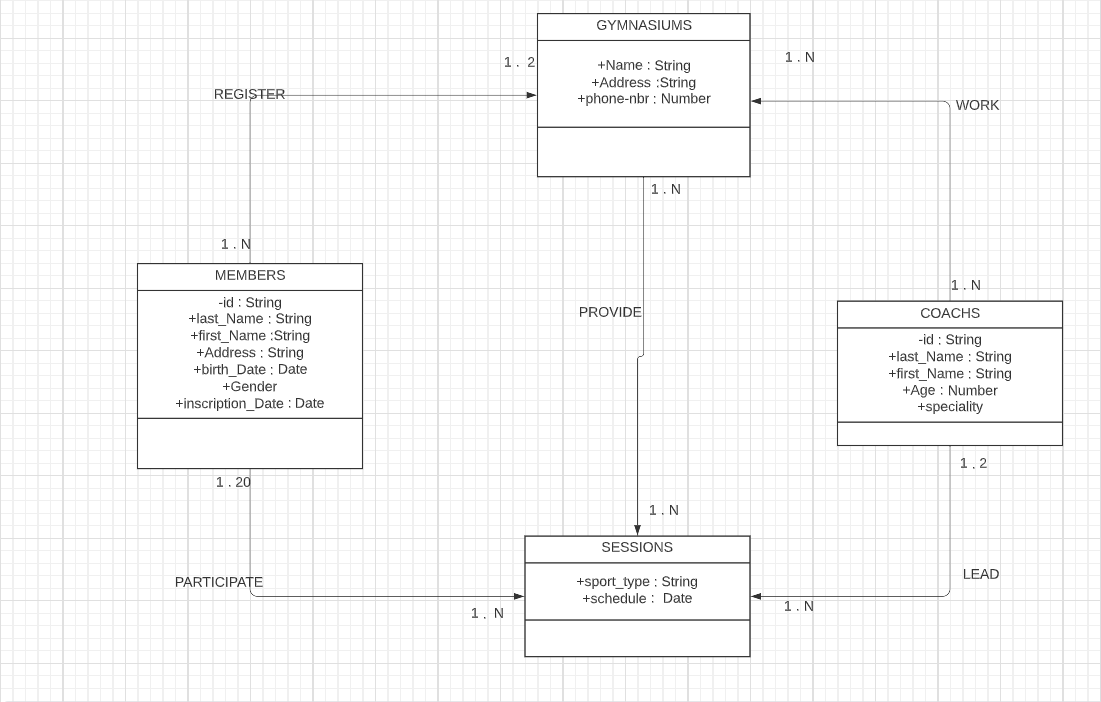 GYMNASIUMS
1 . 2
1 . N
+Name : String
+Address :String
+phone-nbr : Number
REGISTER
WORK
1 . N
1 . N
MEMBERS
-id : String
+last_Name : String
+first_Name :String
+Address : String
+birth_Date : Date
+Gender
+inscription_Date : Date
PROVIDE
1 . N
COACHS
-id : String
+last_Name : String
+first_Name : String
+Age : Number
+speciality
1 . 20
1 . N
1 . 2
SESSIONS
+sport_type : String
+schedule : Date
PARTICIPATE
LEAD
1 . N
1 . N